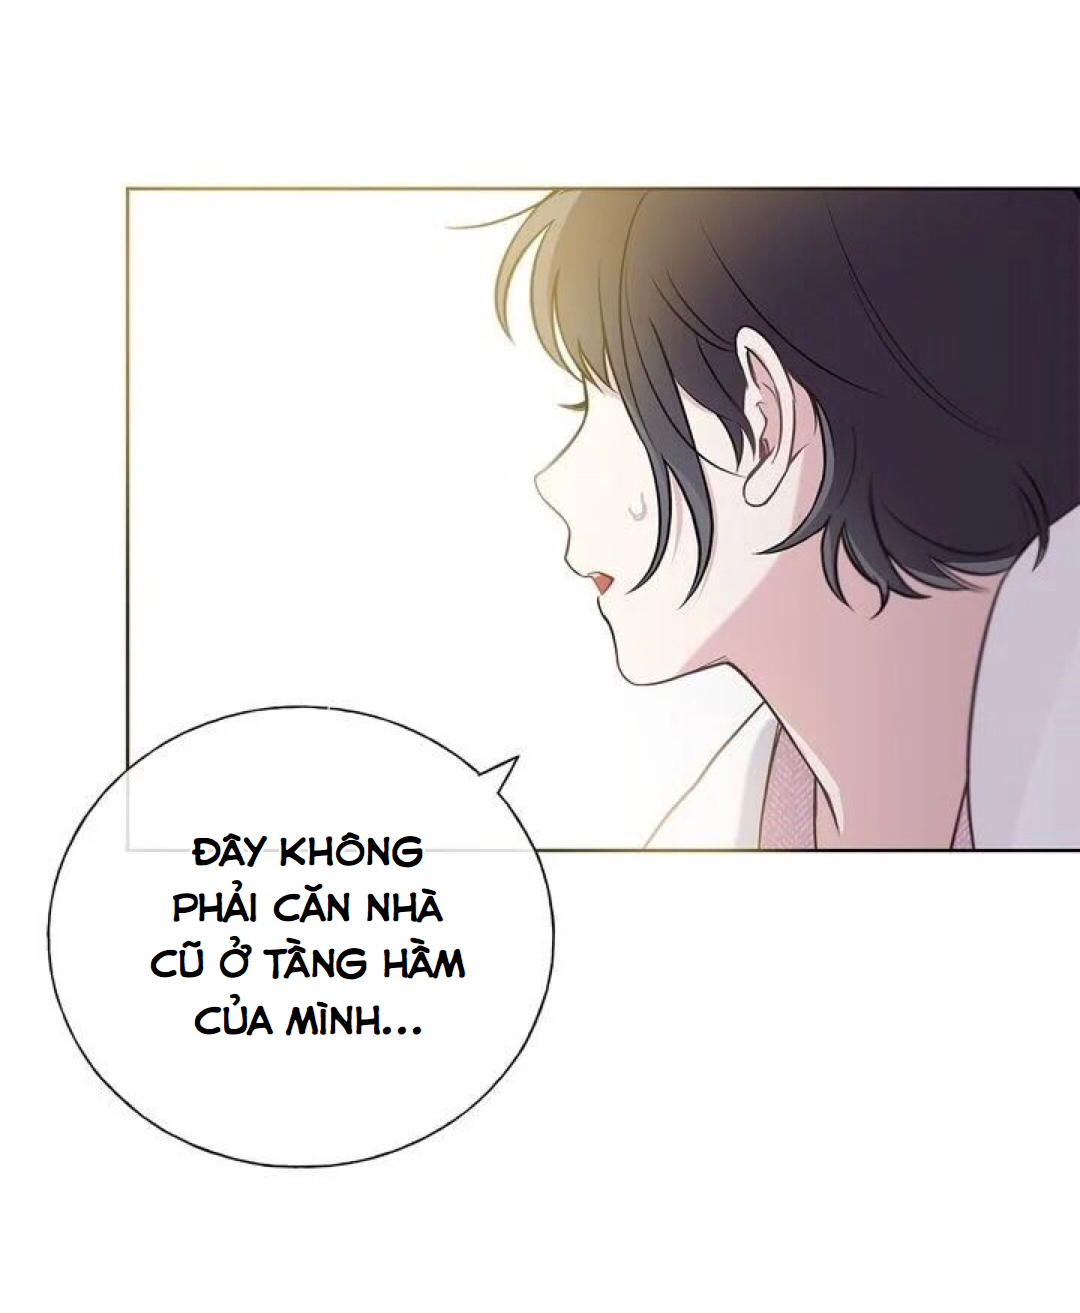 ĐÂY KHÔNG
PHẢI CĂN NHÀ
CŨ Ở TẦNG HẦM
CỦA MÌNH...